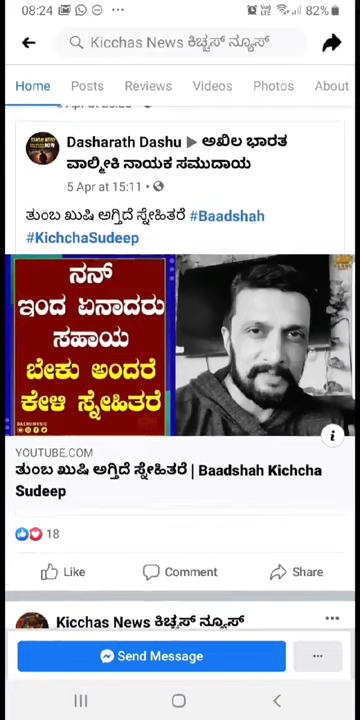 08:24 82%
Kicchas News ಕಿಚ್ಚಸ್ ನ್ಯೂಸ್
Home Posts Reviews Videos Photos About
Dasharath Dashu ▶ ಅಖಿಲ ಭಾರತ
ವಾಲ್ಮೀಕಿ ನಾಯಕ ಸಮುದಾಯ
5 Apr at 15:11
ತುಂಬ ಖುಷಿ ಅಗ್ತಿದೆ ಸ್ನೇಹಿತರೆ #Baadshah
#KichchaSudeep
ನನ್
ಇಂದ ಏನಾದರು
ಸಹಾಯ
ಬೇಕು ಅಂದರೆ
ಕೇಳಿ ಸ್ನೇಹಿತರೆ
YOUTUBE.COM
ತುಂಬ ಖುಷಿ ಅಗ್ತಿದೆ ಸ್ನೇಹಿತರೆ | Baadshah Kichcha
Sudeep
18
Like Comment Share
Kicchas News ಕಿಚ್ಚಸ್ ನ್ಯೂಸ್
Send Message